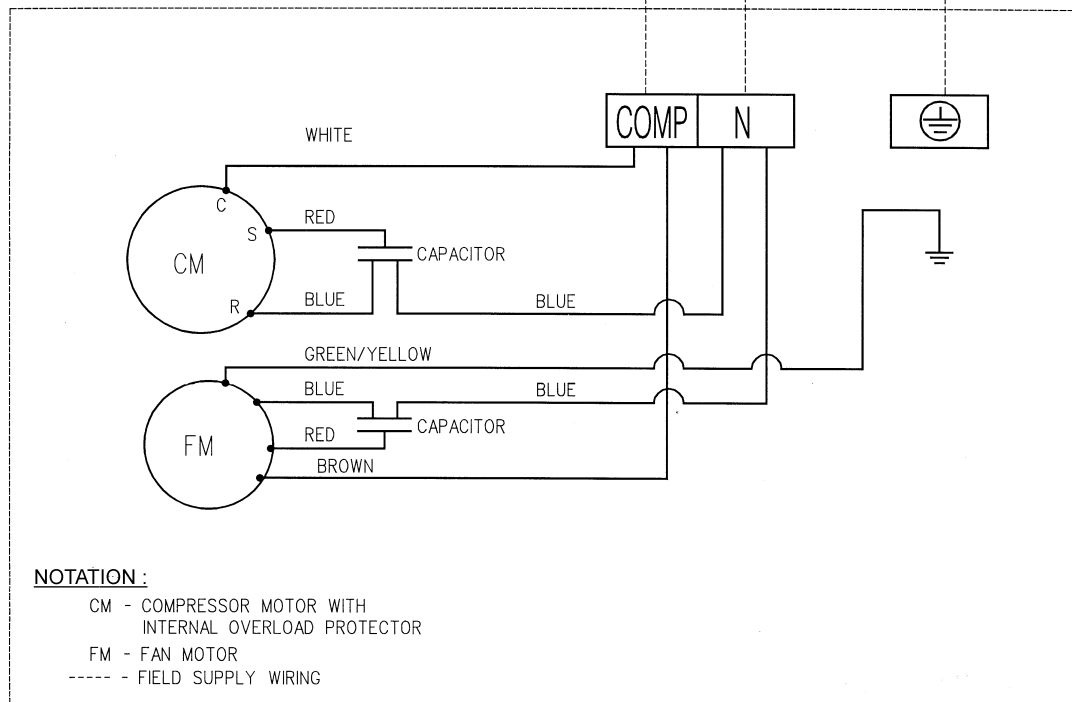 COMP N
WHITE
C
RED
S
CM
CAPACITOR
R
BLUE
BLUE
GREEN/YELLOW
BLUE
BLUE
FM
CAPACITOR
RED
BROWN
NOTATION :
CM - COMPRESSOR MOTOR WITH
INTERNAL OVERLOAD PROTECTOR
FM - FAN MOTOR
----- - FIELD SUPPLY WIRING